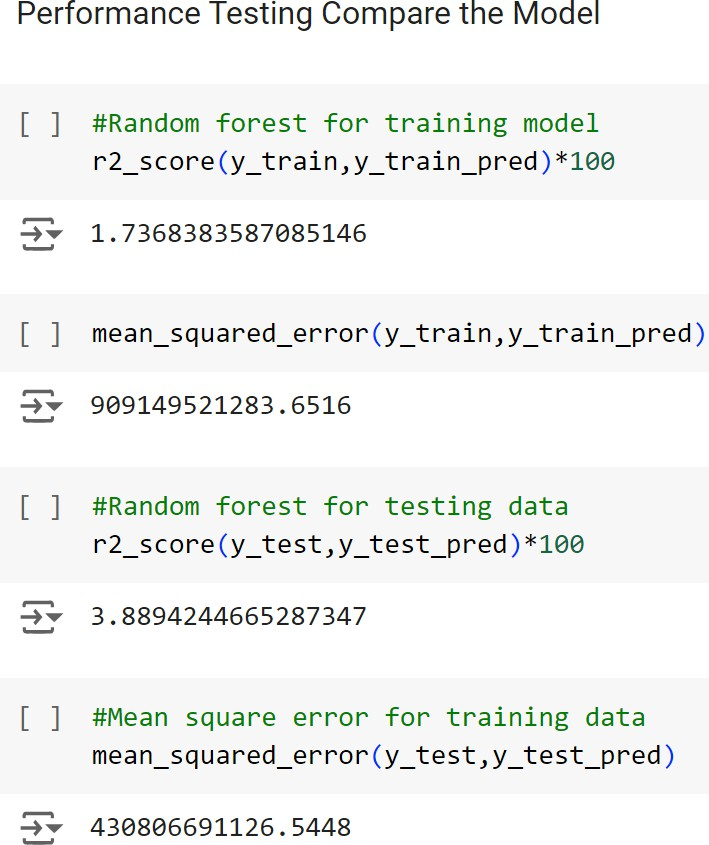 Performance Testing Compare the Model
[ ] #Random forest for training model
r2_score(y_train,y_train_pred)*100
1.7368383587085146
[ ] mean_squared_error(y_train,y_train_pred)
909149521283.6516
[ ] #Random forest for testing data
r2_score(y_test,y_test_pred)*100
3.8894244665287347
[ ] #Mean square error for training data
mean_squared_error(y_test,y_test_pred)
430806691126.5448